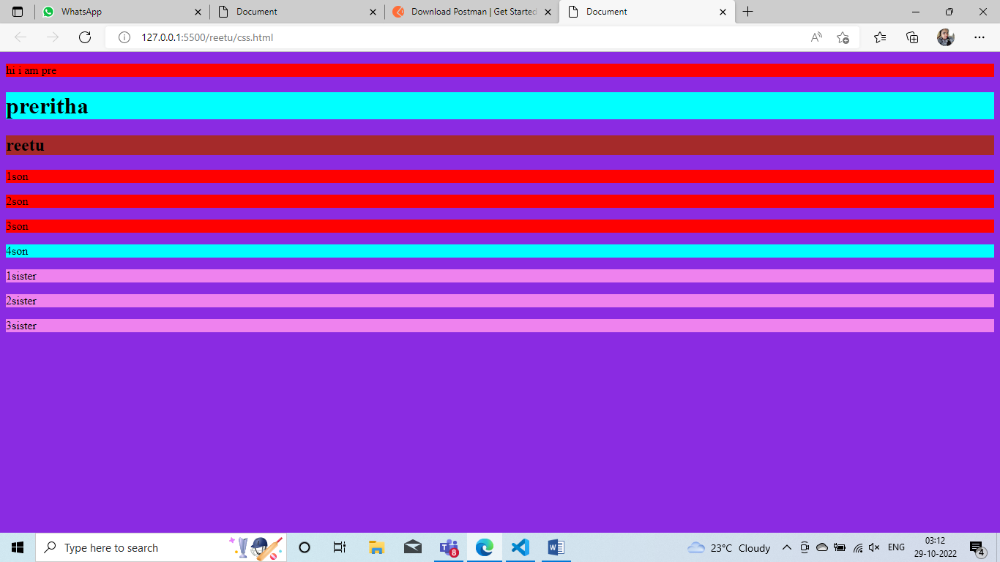 WhatsApp
Document
Download Postman | Get Started
Document
127.0.0.1:5500/reetu/css.html
hi i am pre
preritha
reetu
1son
2son
3son
4son
1sister
2sister
3sister
Type here to search
8
23°C Cloudy
ENG
03:12
29-10-2022
4